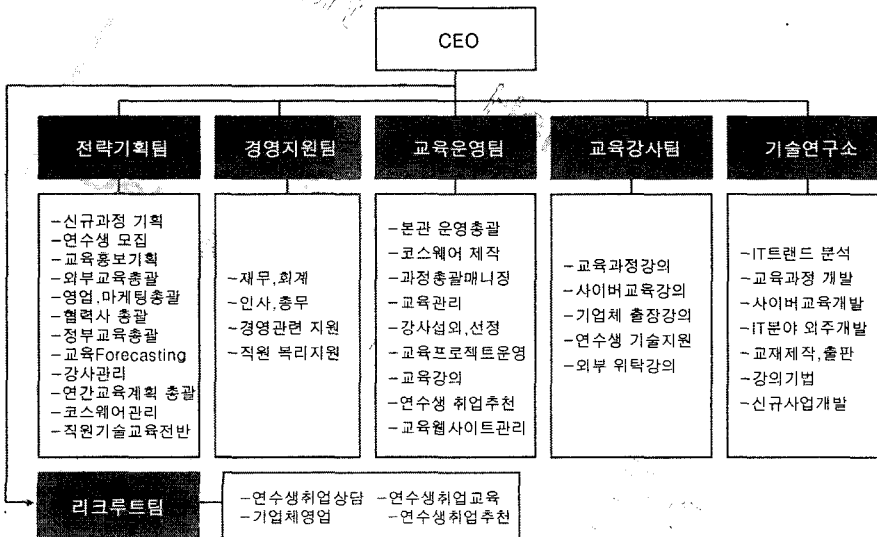 CEO
전략기획팀
-신규과정 기획
-연수생 모집
-교육홍보기획
-외부교육총괄
-영업,마케팅총괄
-협력사 총괄
-정부교육총괄
-교육Forecasting
-강사관리
-연간교육계획 총괄
-코스웨어관리
-직원기술교육전반
경영지원팀
-재무,회계
-인사,총무
-경영관련 지원
-직원 복리지원
교육운영팀
-본관 운영총괄
-코스웨어 제작
-과정총괄매니징
-교육관리
-강사섭외,선정
-교육프로젝트운영
-교육강의
-연수생 취업추천
-교육웹사이트관리
교육강사팀
-교육과정강의
-사이버교육강의
-기업체 출장강의
-연수생 기술지원
-외부 위탁강의
기술연구소
-IT트랜드 분석
-교육과정 개발
-사이버교육개발
-IT분야 외주개발
-교재제작,출판
-강의기법
-신규사업개발
리크루트팀
-연수생취업상담 -연수생취업교육
-기업체영업 -연수생취업추천